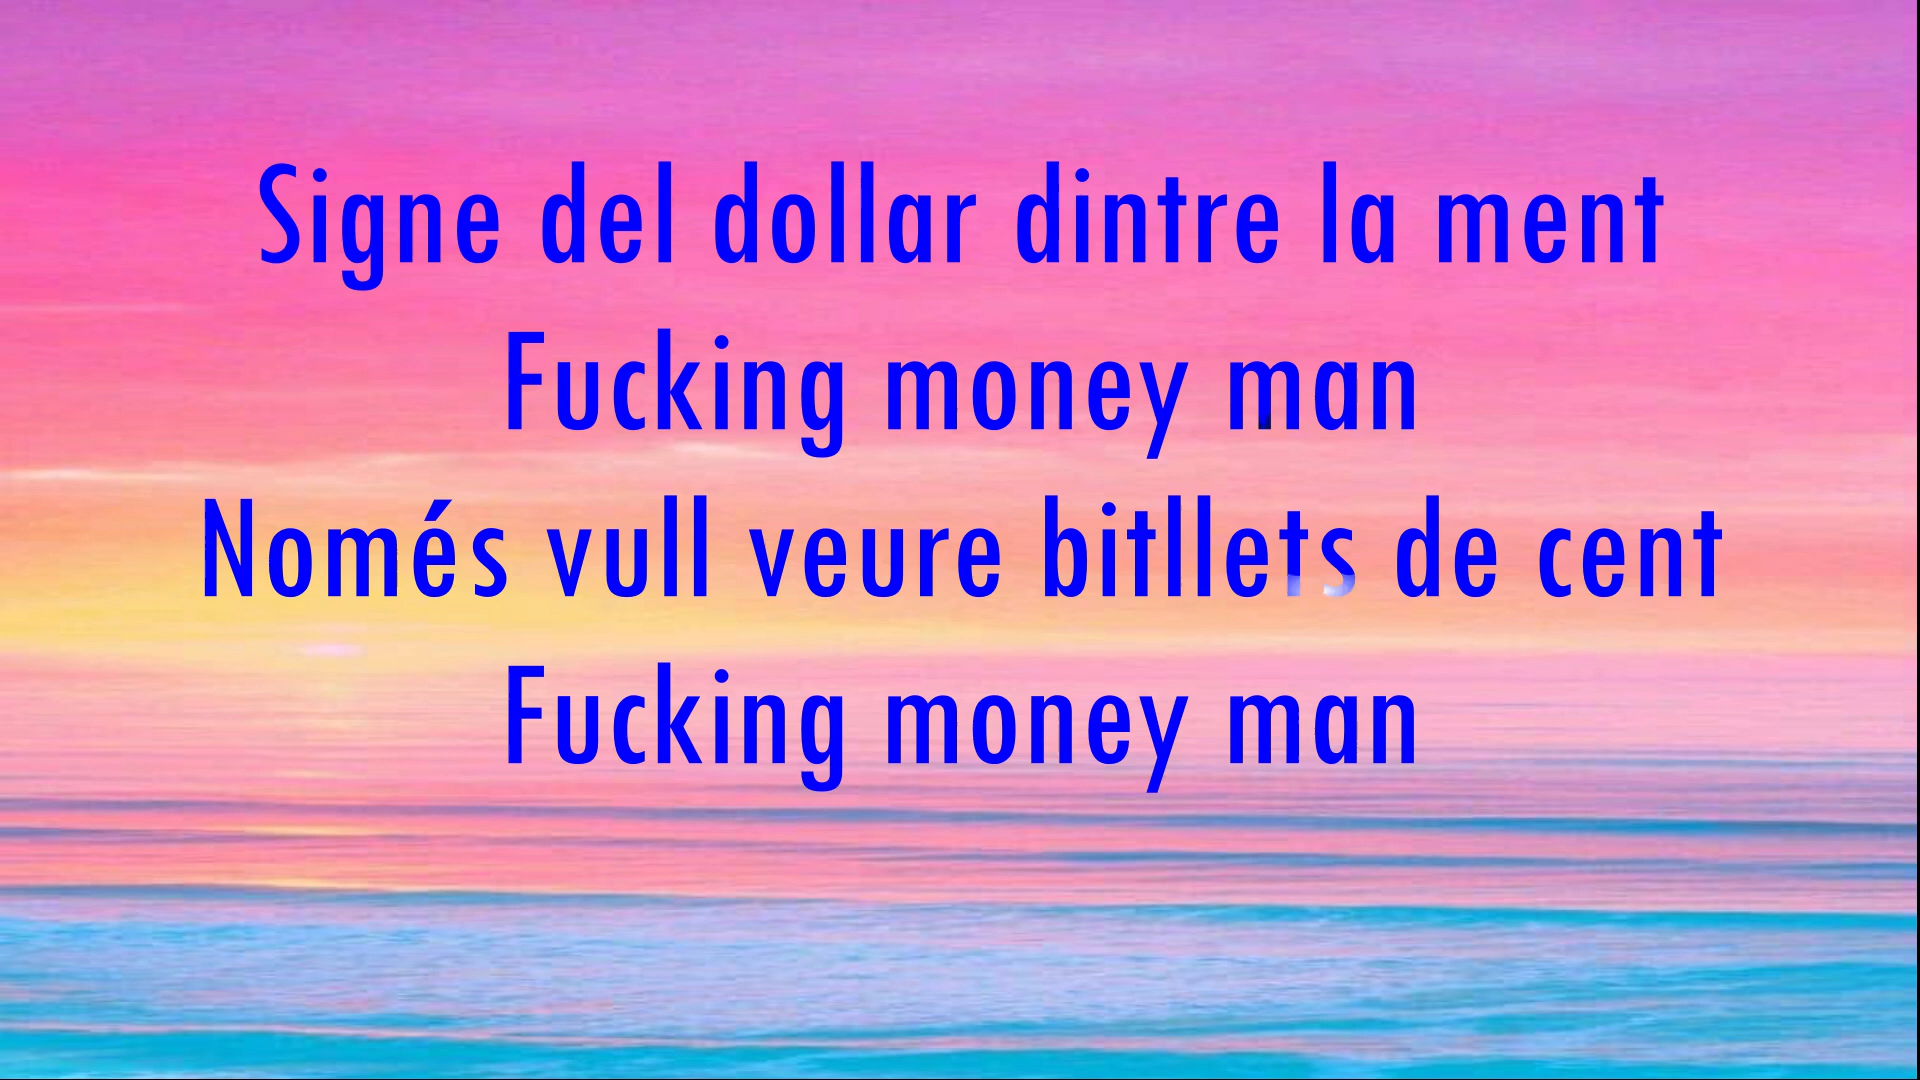 Signe del dollar dintre la ment
Fucking money man
Només vull veure bitllets de cent
Fucking money man